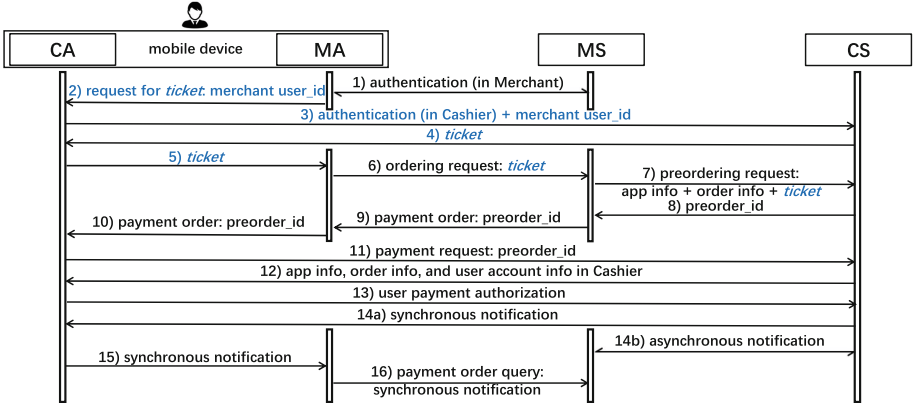 CA
mobile device
MA
MS
CS
1) authentication (in Merchant)
2) request for ticket: merchant user_id
3) authentication (in Cashier) + merchant user_id
4) ticket
5) ticket
6) ordering request: ticket
7) preordering request:
app info + order info + ticket
8) preorder_id
9) payment order: preorder_id
10) payment order: preorder_id
11) payment request: preorder_id
12) app info, order info, and user account info in Cashier
13) user payment authorization
14a) synchronous notification
14b) asynchronous notification
15) synchronous notification
16) payment order query:
synchronous notification